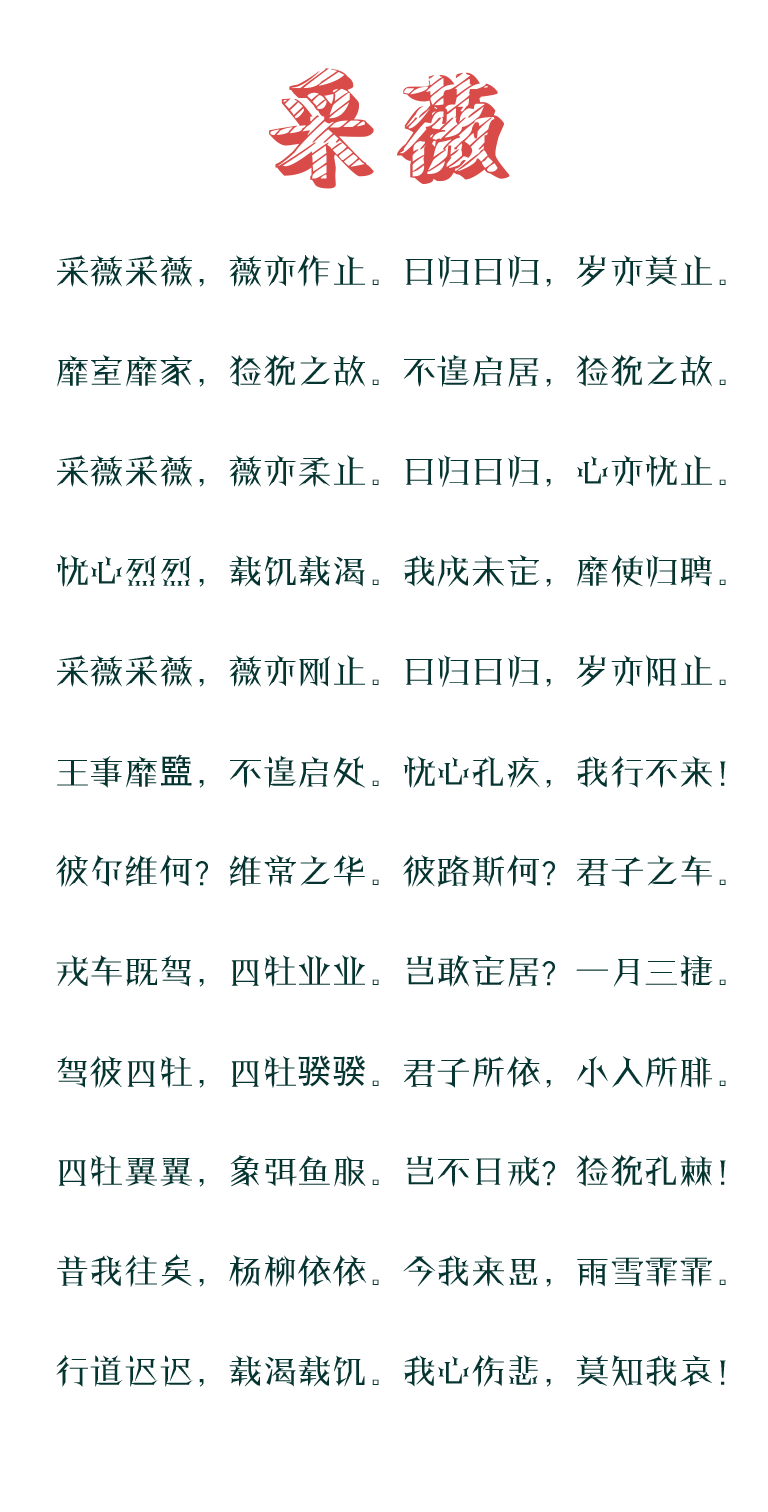 采薇
采薇采薇，薇亦作止。曰归曰归，岁亦莫止。
靡室靡家，猃狁之故。不遑启居，猃狁之故。
采薇采薇，薇亦柔止。曰归曰归，心亦忧止。
忧心烈烈，载饥载渴。我戍未定，靡使归聘。
采薇采薇，薇亦刚止。曰归曰归，岁亦阳止。
王事靡盬，不遑启处。忧心孔疚，我行不来！
彼尔维何？维常之华。彼路斯何？君子之车。
戎车既驾，四牡业业。岂敢定居？一月三捷。
驾彼四牡，四牡骙骙。君子所依，小人所腓。
四牡翼翼，象弭鱼服。岂不日戒？猃狁孔棘！
昔我往矣，杨柳依依。今我来思，雨雪霏霏。
行道迟迟，载渴载饥。我心伤悲，莫知我哀！